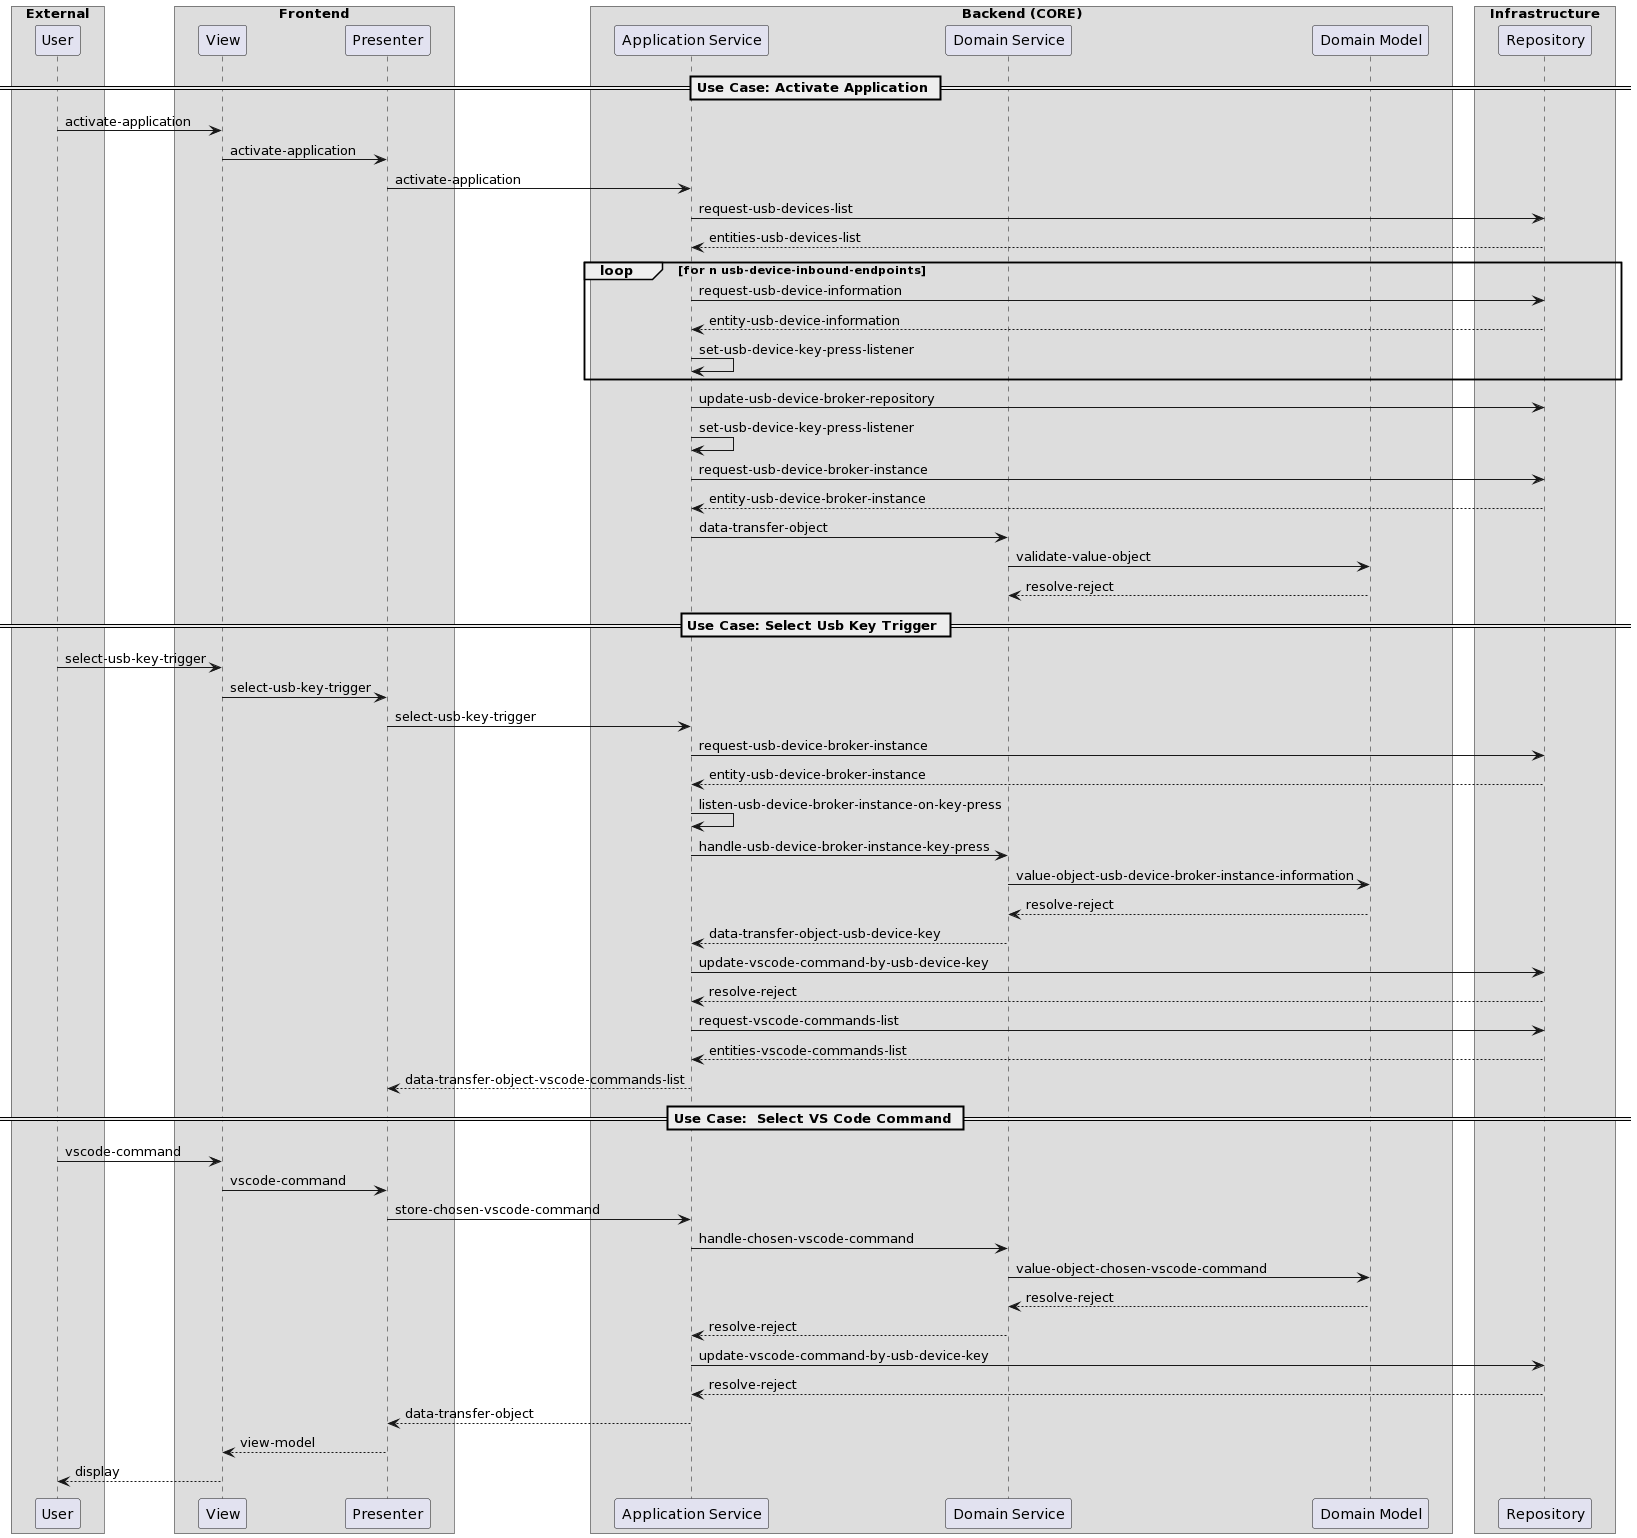 External
Frontend
Backend (CORE)
Infrastructure
User
View
Presenter
Application Service
Domain Service
Domain Model
Repository
Use Case: Activate Application
activate-application
activate-application
activate-application
request-usb-devices-list
entities-usb-devices-list
loop
[for n usb-device-inbound-endpoints]
request-usb-device-information
entity-usb-device-information
set-usb-device-key-press-listener
update-usb-device-broker-repository
set-usb-device-key-press-listener
request-usb-device-broker-instance
entity-usb-device-broker-instance
data-transfer-object
validate-value-object
resolve-reject
Use Case: Select Usb Key Trigger
select-usb-key-trigger
select-usb-key-trigger
select-usb-key-trigger
request-usb-device-broker-instance
entity-usb-device-broker-instance
listen-usb-device-broker-instance-on-key-press
handle-usb-device-broker-instance-key-press
value-object-usb-device-broker-instance-information
resolve-reject
data-transfer-object-usb-device-key
update-vscode-command-by-usb-device-key
resolve-reject
request-vscode-commands-list
entities-vscode-commands-list
data-transfer-object-vscode-commands-list
Use Case:  Select VS Code Command
vscode-command
vscode-command
store-chosen-vscode-command
handle-chosen-vscode-command
value-object-chosen-vscode-command
resolve-reject
resolve-reject
update-vscode-command-by-usb-device-key
resolve-reject
data-transfer-object
view-model
display
User
View
Presenter
Application Service
Domain Service
Domain Model
Repository